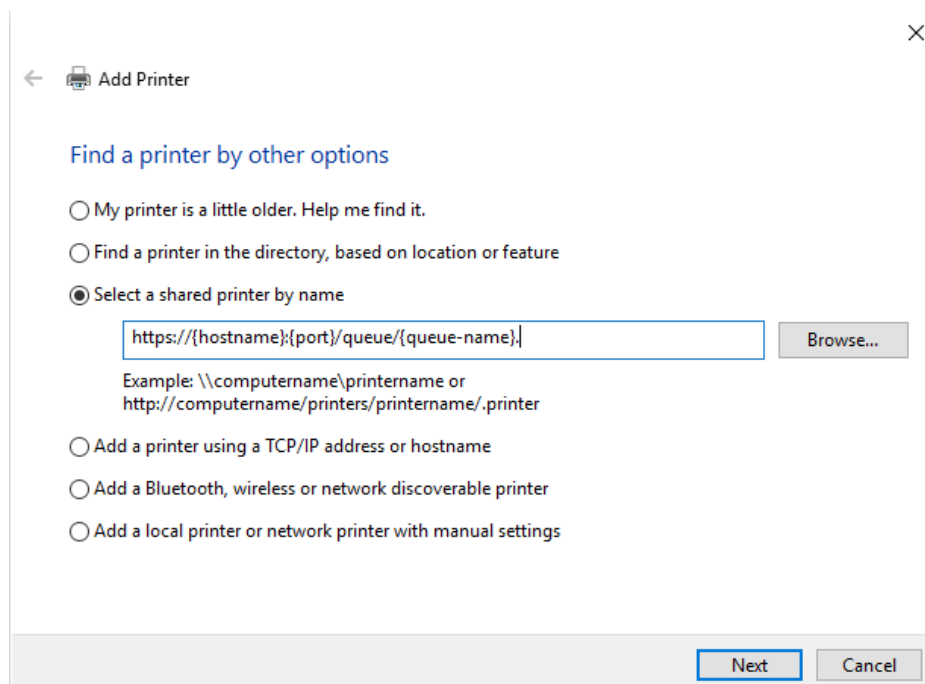 Add Printer
Find a printer by other options
My printer is a little older. Help me find it.
Find a printer in the directory, based on location or feature
Select a shared printer by name
https://{hostname}:{port}/queue/{queue-name}.
Browse...
Example: \\computername\printername or
http://computername/printers/printername/.printer
Add a printer using a TCP/IP address or hostname
Add a Bluetooth, wireless or network discoverable printer
Add a local printer or network printer with manual settings
Next
Cancel